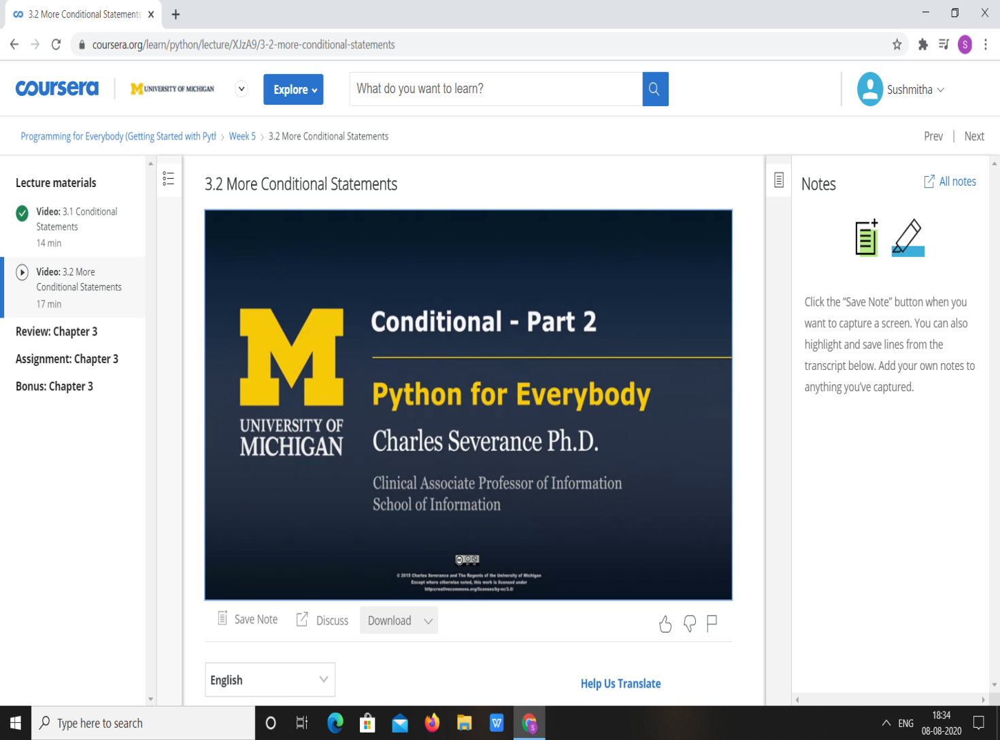 3.2 More Conditional Statements
coursera.org/learn/python/lecture/XJzA9/3-2-more-conditional-statements
S
coursera
M UNIVERSITY OF MICHIGAN
Explore
What do you want to learn?
Sushmitha
Programming for Everybody (Getting Started with Pyth
Week 5
3.2 More Conditional Statements
Prev | Next
Lecture materials
Video: 3.1 Conditional
Statements
14 min
Video: 3.2 More
Conditional Statements
17 min
Review: Chapter 3
Assignment: Chapter 3
Bonus: Chapter 3
3.2 More Conditional Statements
M
UNIVERSITY OF
MICHIGAN
Conditional - Part 2
Python for Everybody
Charles Severance Ph.D.
Clinical Associate Professor of Information
School of Information
© 2015 Charles Severance and The Regents of the University of Michigan
Except where otherwise noted, this work is licensed under
http:creativecommons.org/licenses/by-nc/3.0/
Save Note
Discuss
Download
English
Help Us Translate
Notes
All notes
Click the “Save Note” button when you
want to capture a screen. You can also
highlight and save lines from the
transcript below. Add your own notes to
anything you’ve captured.
Type here to search
W
S
ENG
18:34
08-08-2020